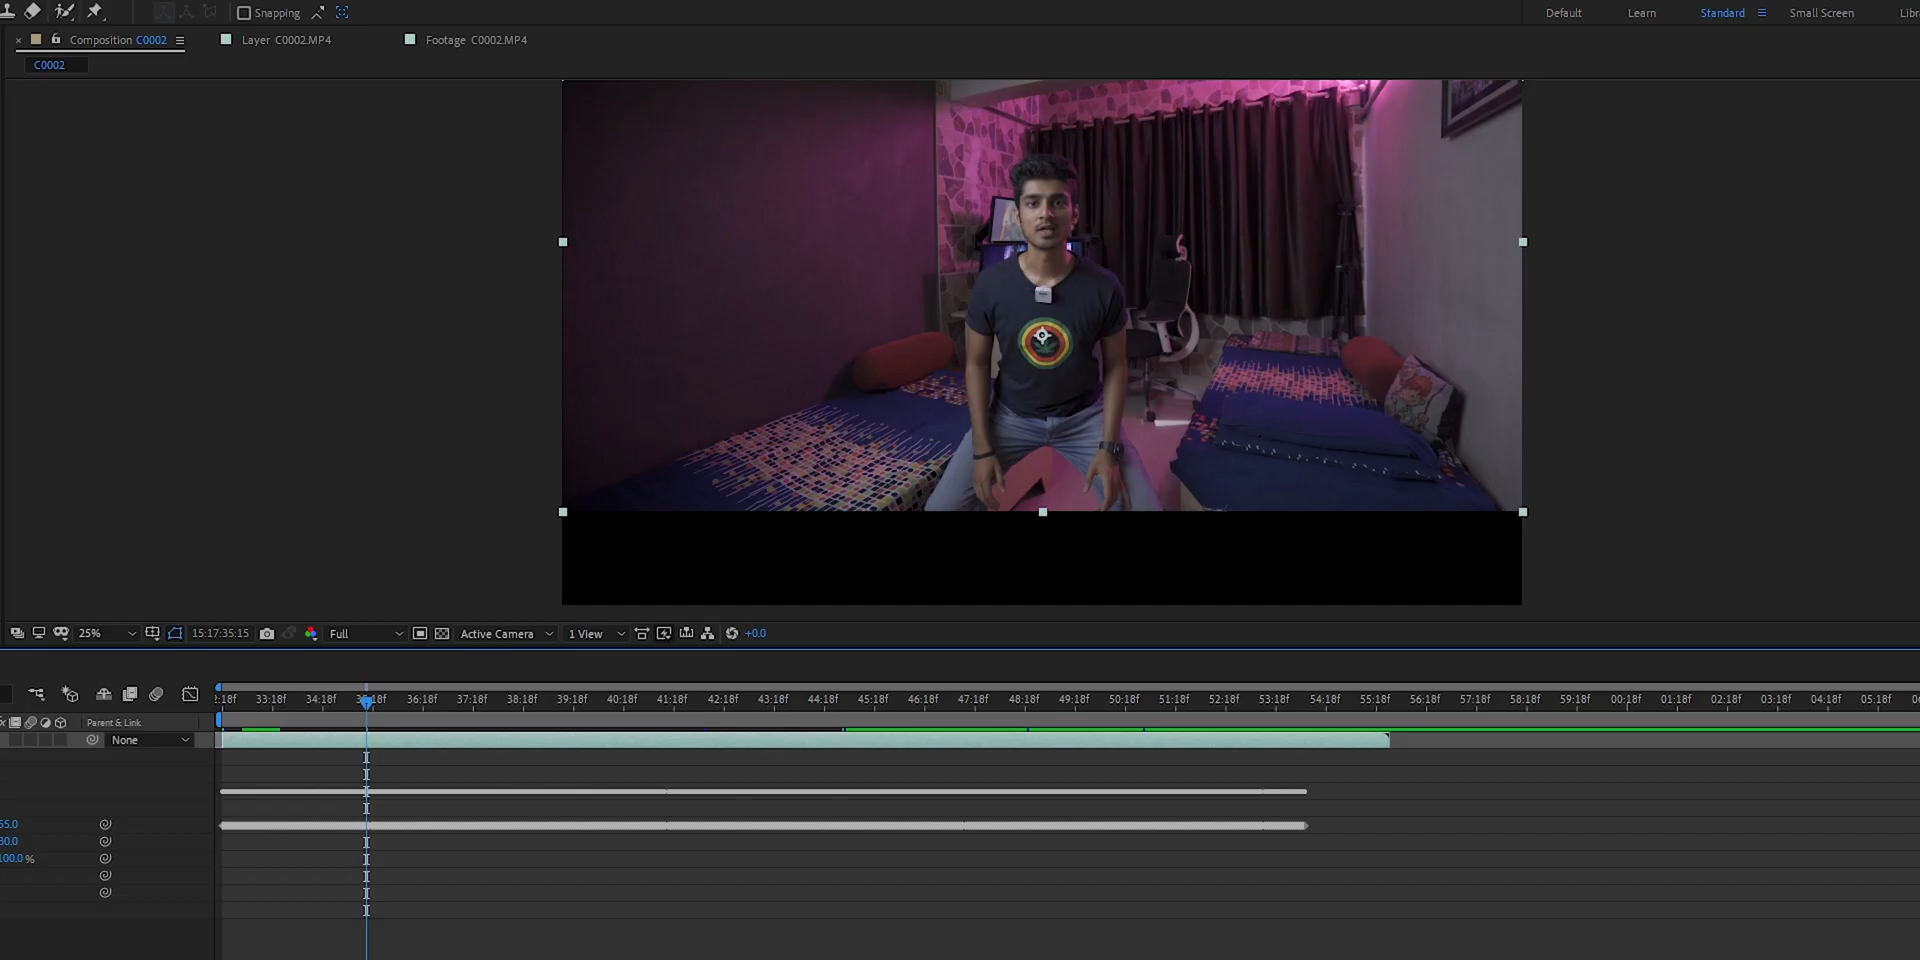 Snapping
Default
Learn
Standard
Small Screen
× Composition C0002
Layer C0002.MP4
Footage C0002.MP4
C0002
25%
15:17:35:15
Full
Active Camera
1 View
+0.0
2:18f 33:18f 34:18f 35:18f 36:18f 37:18f 38:18f 39:18f 40:18f 41:18f 42:18f 43:18f 44:18f 45:18f 46:18f 47:18f 48:18f 49:18f 50:18f 51:18f 52:18f 53:18f 54:18f 55:18f 56:18f 57:18f 58:18f 59:18f 00:18f 01:18f 02:18f 03:18f 04:18f 05:18f
Parent & Link
None
55.0
100.0 %